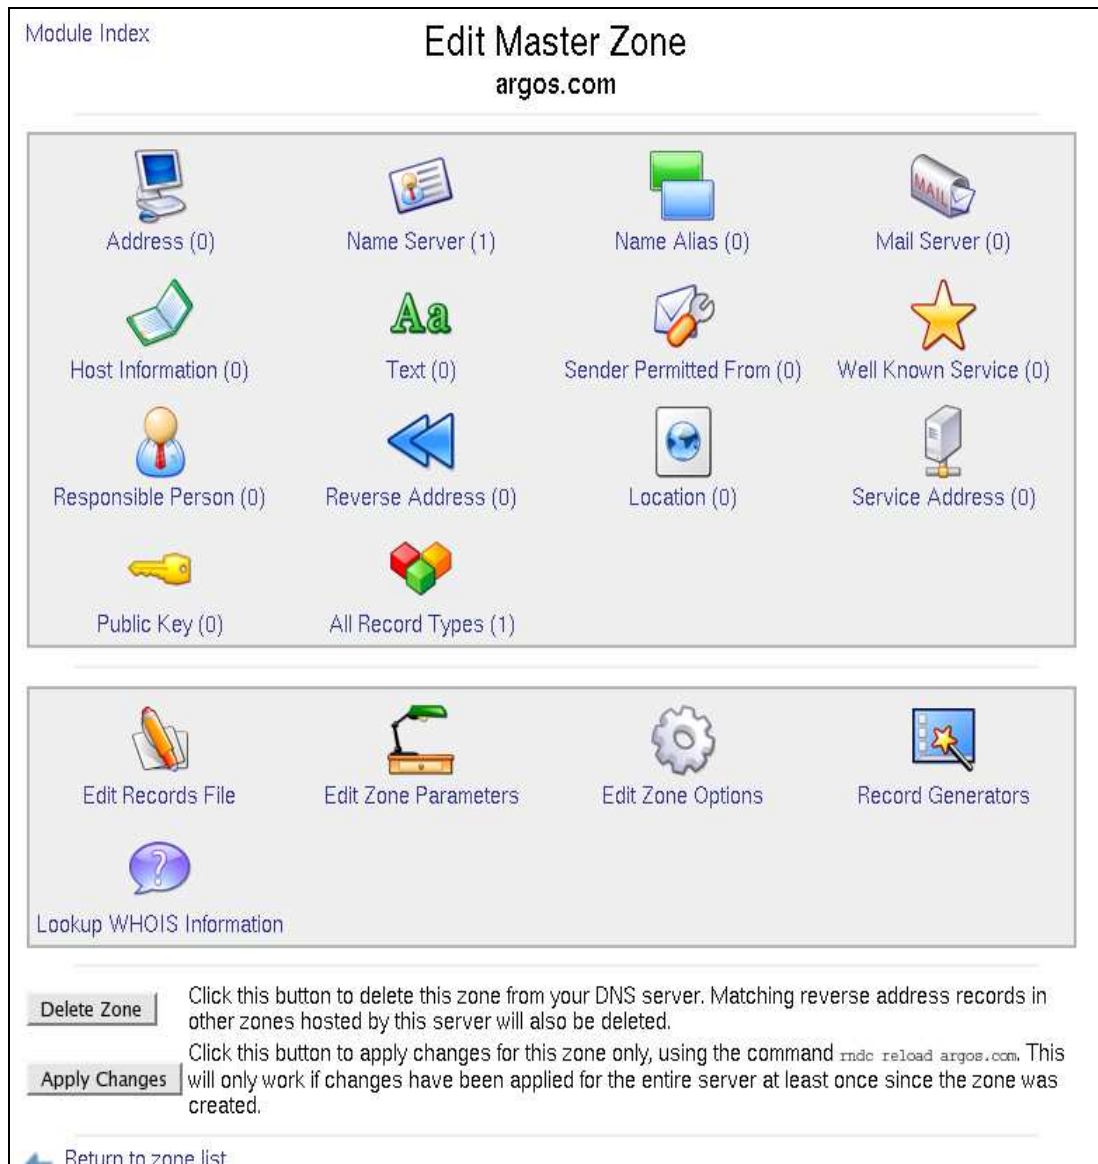 Module Index
Edit Master Zone
argos.com
Address (0)
Name Server (1)
Name Alias (0)
Mail Server (0)
MAIL
Host Information (0)
Aa
Text (0)
Sender Permitted From (0)
Well Known Service (0)
Responsible Person (0)
Reverse Address (0)
Location (0)
Service Address (0)
Public Key (0)
All Record Types (1)
Edit Records File
Edit Zone Parameters
Edit Zone Options
Record Generators
?
Lookup WHOIS Information
Delete Zone
Click this button to delete this zone from your DNS server. Matching reverse address records in
other zones hosted by this server will also be deleted.
Apply Changes
Click this button to apply changes for this zone only, using the command rndc reload argos.com. This
will only work if changes have been applied for the entire server at least once since the zone was
created.
Return to zone list